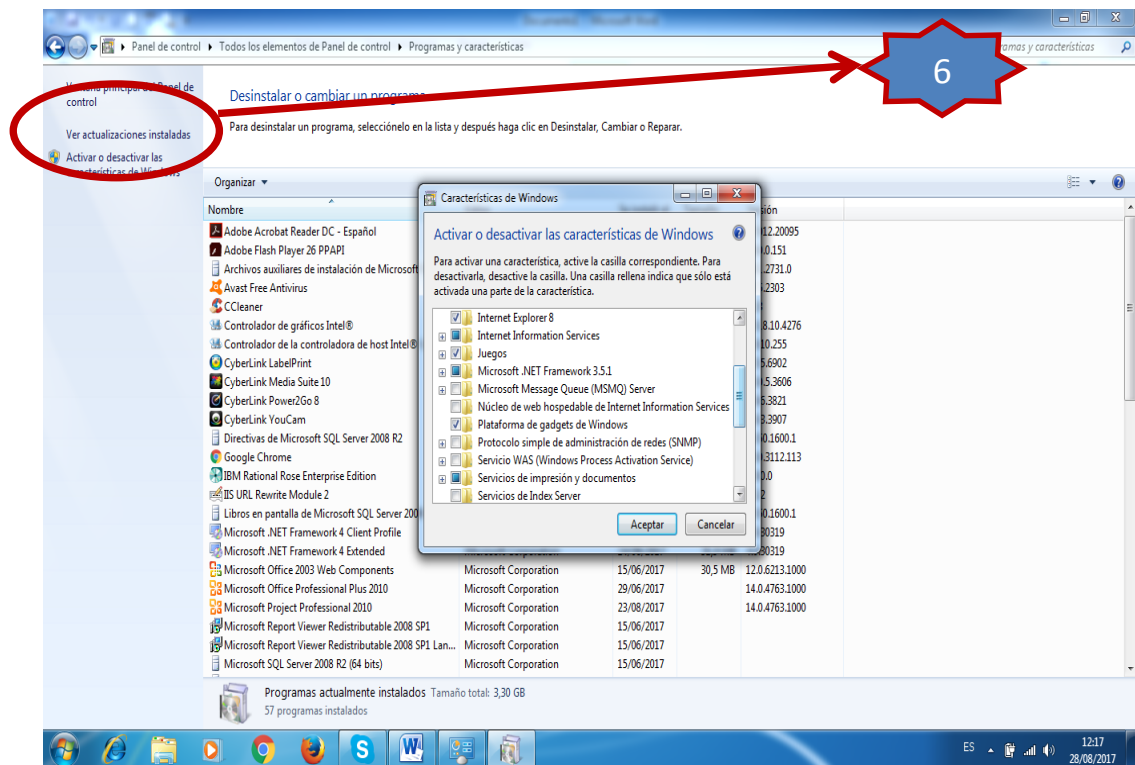 Panel de control ▸ Todos los elementos de Panel de control ▸ Programas y características
características
6
control
Ver actualizaciones instaladas
Activar o desactivar las
Desinstalar o cambiar un programa
Para desinstalar un programa, selecciónelo en la lista y después haga clic en Desinstalar, Cambiar o Reparar.
Organizar
Nombre
Adobe Acrobat Reader DC - Español
Adobe Flash Player 26 PPAPI
Archivos auxiliares de instalación de Microsoft
Avast Free Antivirus
CCleaner
Controlador de gráficos Intel®
Controlador de la controladora de host Intel®
CyberLink LabelPrint
CyberLink Media Suite 10
CyberLink Power2Go 8
CyberLink YouCam
Directivas de Microsoft SQL Server 2008 R2
Google Chrome
IBM Rational Rose Enterprise Edition
IIS URL Rewrite Module 2
Libros en pantalla de Microsoft SQL Server 200
Microsoft .NET Framework 4 Client Profile
Microsoft .NET Framework 4 Extended
Microsoft Office 2003 Web Components Microsoft Corporation 15/06/2017 30,5 MB 12.0.6213.1000
Microsoft Office Professional Plus 2010 Microsoft Corporation 29/06/2017 14.0.4763.1000
Microsoft Project Professional 2010 Microsoft Corporation 23/08/2017 14.0.4763.1000
Microsoft Report Viewer Redistributable 2008 SP1 Microsoft Corporation 15/06/2017
Microsoft Report Viewer Redistributable 2008 SP1 Lan... Microsoft Corporation 15/06/2017
Microsoft SQL Server 2008 R2 (64 bits) Microsoft Corporation 15/06/2017
Características de Windows
Activar o desactivar las características de Windows
Para activar una característica, active la casilla correspondiente. Para
desactivarla, desactive la casilla. Una casilla rellena indica que sólo está
activada una parte de la característica.
Internet Explorer 8
Internet Information Services
Juegos
Microsoft .NET Framework 3.5.1
Microsoft Message Queue (MSMQ) Server
Núcleo de web hospedable de Internet Information Services
Plataforma de gadgets de Windows
Protocolo simple de administración de redes (SNMP)
Servicio WAS (Windows Process Activation Service)
Servicios de impresión y documentos
Servicios de Index Server
Aceptar Cancelar
Programas actualmente instalados Tamaño total: 3,30 GB
57 programas instalados
ES 12:17
28/08/2017